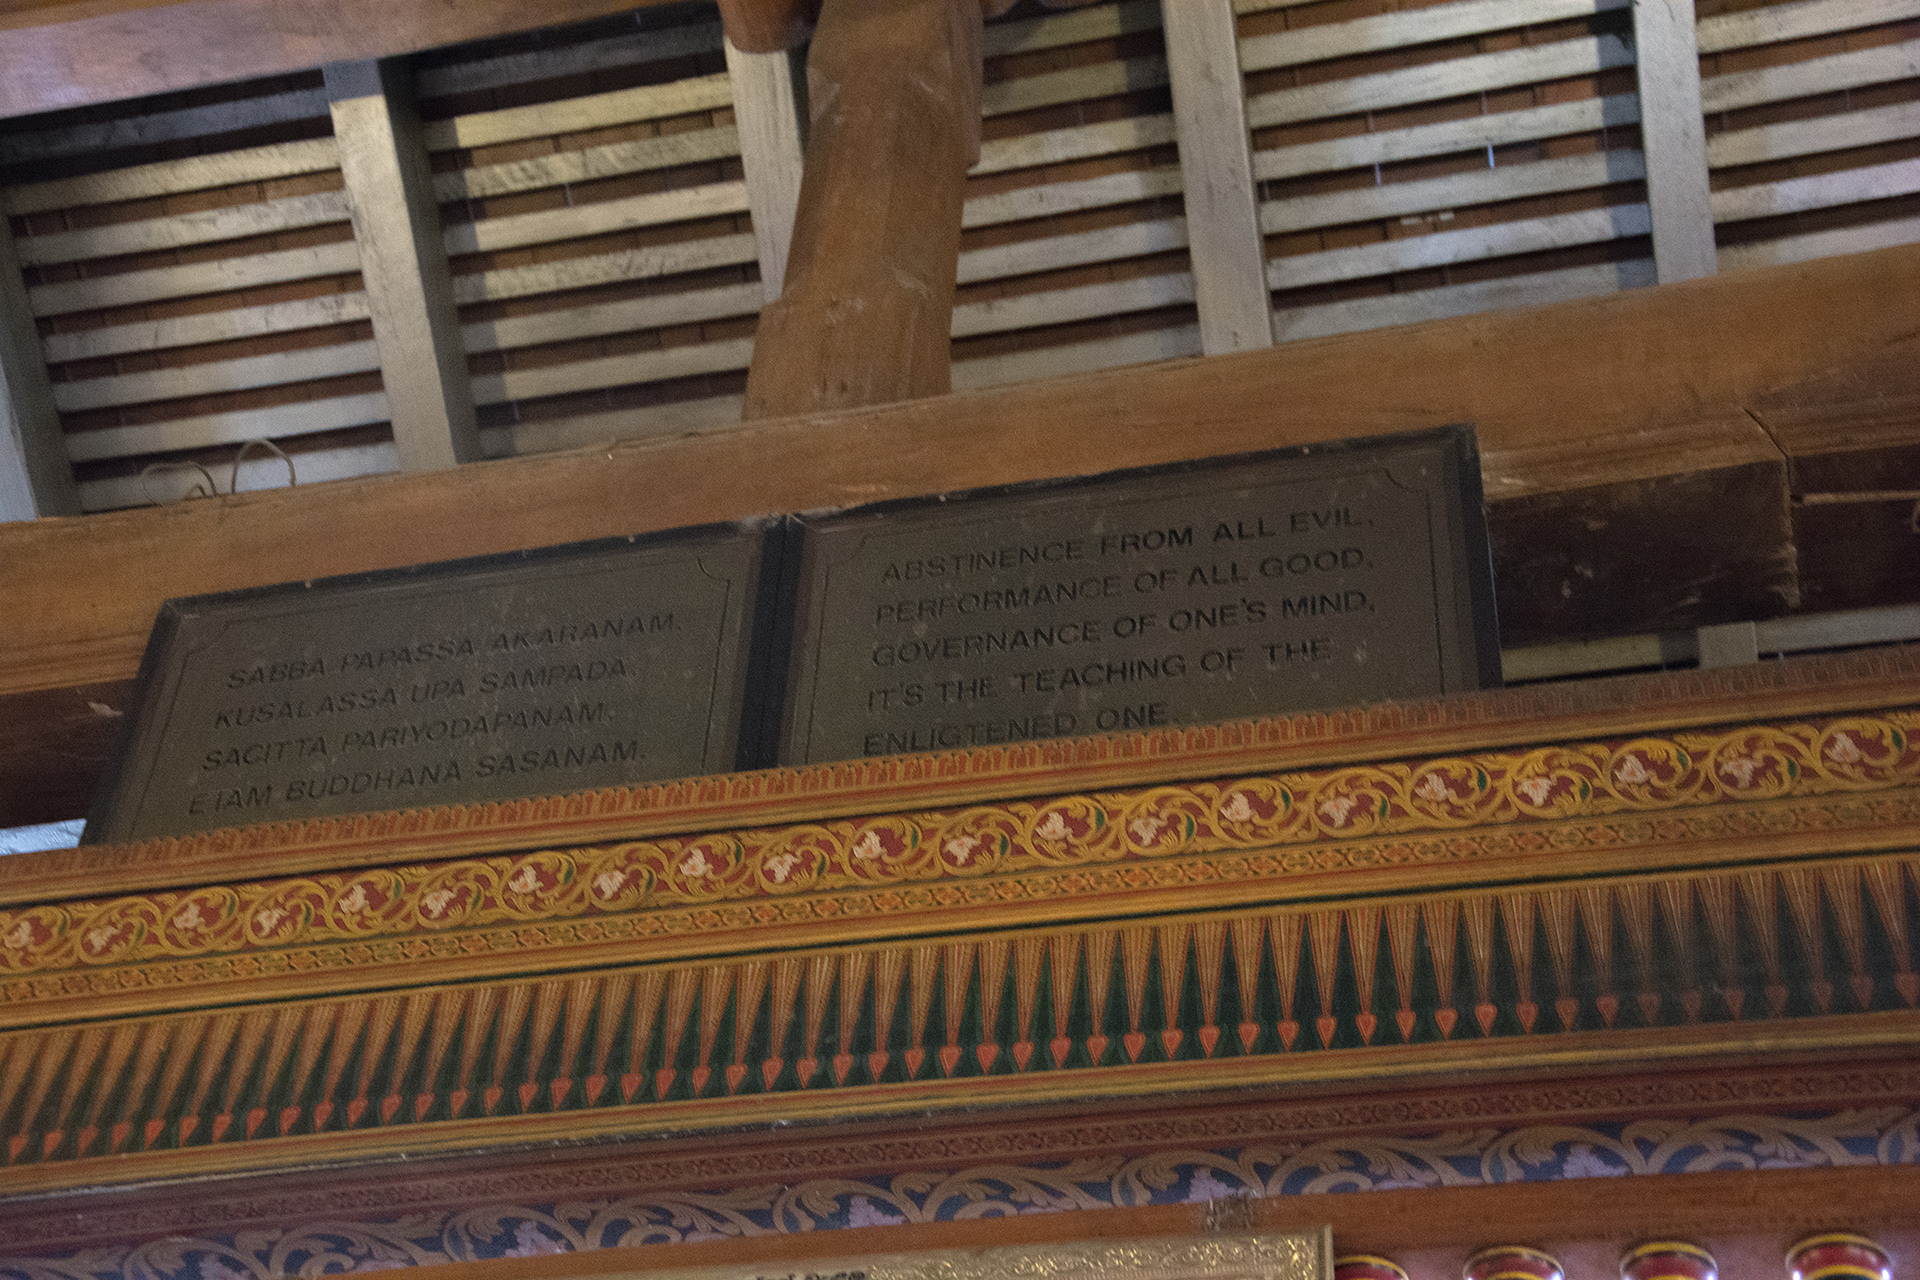 SABBA PAPASSA AKARANAM.
KUSALASSA UPA SAMPADA.
SACITTA PARIYODAPANAM.
ETAM BUDDHANA SASANAM.
ABSTINENCE FROM ALL EVIL,
PERFORMANCE OF ALL GOOD,
GOVERNANCE OF ONE'S MIND,
IT'S THE TEACHING OF THE
ENLIGTENED ONE.